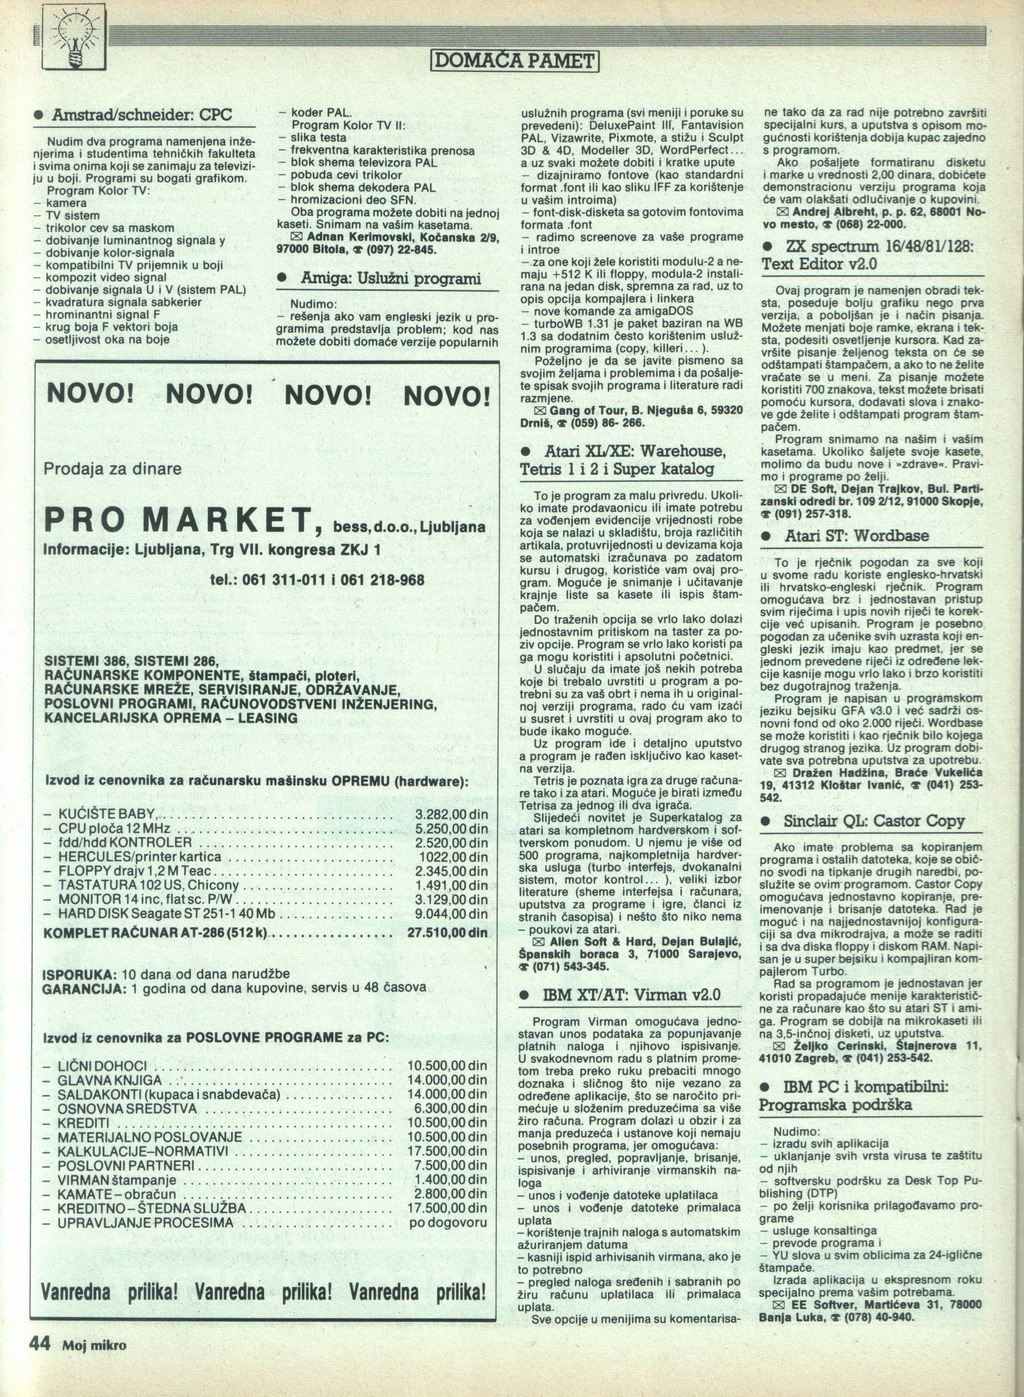 DOMAĆA PAMET
• Amstrad/schneider: CPC
Nudim dva programa namenjena inže-
njerima i studentima tehničkih fakulteta
i svima onima koji se zanimaju za televizi-
ju u boji. Programi su bogati grafikom.
Program Kolor TV:
– kamera
– TV sistem
– trikolor cev sa maskom
– dobivanje luminantnog signala y
– dobivanje kolor-signala
– kompatibilni TV prijemnik u boji
– kompozit video signal
– dobivanje signala U i V (sistem PAL)
– kvadratura signala sabkerier
– hrominantni signal F
– krug boja F vektori boja
– osetljivost oka na boje
– koder PAL.
Program Kolor TV II:
– slika testa
– frekventna karakteristika prenosa
– blok shema televizora PAL
– pobuda cevi trikolor
– blok shema dekodera PAL
– hromizacioni deo SFN.
Oba programa možete dobiti na jednoj
kaseti. Snimam na vašim kasetama.
✉ Adnan Kerimovski, Kočanska 2/9,
97000 Bitola, ☎ (097) 22-845.
• Amiga: Uslužni programi
Nudimo:
– rešenja ako vam engleski jezik u pro-
gramima predstavlja problem; kod nas
možete dobiti domaće verzije popularnih
uslužnih programa (svi meniji i poruke su
prevedeni): DeluxePaint III, Fantavision
PAL, Vizawrite, Pixmote, a stižu i Sculpt
3D & 4D, Modeller 3D, WordPerfect...
a uz svaki možete dobiti i kratke upute
– dizajniramo fontove (kao standardni
format .font ili kao sliku IFF za korištenje
u vašim introima)
– font-disk-disketa sa gotovim fontovima
formata .font
– radimo screenove za vaše programe
i introe
– za one koji žele koristiti modulu-2 a ne-
maju +512 K ili floppy, modula-2 instali-
rana na jedan disk, spremna za rad, uz to
opis opcija kompajlera i linkera
– nove komande za amigaDOS
– turboWB 1.31 je paket baziran na WB
1.3 sa dodatnim često korištenim usluž-
nim programima (copy, killeri...).
Poželjno je da se javite pismeno sa
svojim željama i problemima i da pošalje-
te spisak svojih programa i literature radi
razmjene.
✉ Gang of Tour, B. Njeguša 6, 59320
Drniš, ☎ (059) 86- 266.
• Atari XL/XE: Warehouse,
Tetris 1 i 2 i Super katalog
To je program za malu privredu. Ukoli-
ko imate prodavaonicu ili imate potrebu
za vođenjem evidencije vrijednosti robe
koja se nalazi u skladištu, broja različitih
artikala, protuvrijednosti u devizama koja
se automatski izračunava po zadatom
kursu i drugog, koristiće vam ovaj pro-
gram. Moguće je snimanje i učitavanje
krajnje liste sa kasete ili ispis štam-
pačem.
Do traženih opcija se vrlo lako dolazi
jednostavnim pritiskom na taster za po-
ziv opcije. Program se vrlo lako koristi pa
ga mogu koristiti i apsolutni početnici.
U slučaju da imate još nekih potreba
koje bi trebalo uvrstiti u program a po-
trebni su za vaš obrt i nema ih u original-
noj verziji programa, rado ću vam izaći
u susret i uvrstiti u ovaj program ako to
bude ikako moguće.
Uz program ide i detaljno uputstvo
a program je rađen isključivo kao kaset-
na verzija.
Tetris je poznata igra za druge računa-
re tako i za atari. Moguće je birati između
Tetrisa za jednog ili dva igrača.
Slijedeći novitet je Superkatalog za
atari sa kompletnom hardverskom i sof-
tverskom ponudom. U njemu je više od
500 programa, najkompletnija hardver-
ska usluga (turbo interfejs, dvokanalni
sistem, motor kontrol...), veliki izbor
literature (sheme interfejsa i računara,
uputstva za programe i igre, članci iz
stranih časopisa) i nešto što niko nema
– poukovi za atari.
✉ Alien Soft & Hard, Dejan Bulajić,
Španskih boraca 3, 71000 Sarajevo,
☎ (071) 543-345.
• IBM XT/AT: Virman v2.0
Program Virman omogućava jedno-
stavan unos podataka za popunjavanje
platnih naloga i njihovo ispisivanje.
U svakodnevnom radu s platnim prome-
tom treba preko ruku prebaciti mnogo
doznaka i sličnog što nije vezano za
određene aplikacije, što se naročito pri-
mećuje u složenim preduzećima sa više
žiro računa. Program dolazi u obzir i za
manja preduzeća i ustanove koji nemaju
posebnih programa, jer omogućava:
– unos, pregled, popravljanje, brisanje,
ispisivanje i arhiviranje virmanskih na-
loga
– unos i vođenje datoteke uplatilaca
– unos i vođenje datoteke primalaca
uplata
– korištenje trajnih naloga s automatskim
ažuriranjem datuma
– kasniji ispid arhivisanih virmana, ako je
to potrebno
– pregled naloga sređenih i sabranih po
žiru računu uplatilaca ili primalaca
uplata.
Sve opcije u menijima su komentarisa-
ne tako da za rad nije potrebno završiti
specijalni kurs, a uputstva s opisom mo-
gućnosti korištenja dobija kupac zajedno
s programom.
Ako pošaljete formatiranu disketu
i marke u vrednosti 2,00 dinara, dobićete
demonstracionu verziju programa koja
će vam olakšati odlučivanje o kupovini.
✉ Andrej Albreht, p. p. 62, 68001 No-
vo mesto, ☎ (068) 22-000.
• ZX spectrum 16/48/81/128:
Text Editor v2.0
Ovaj program je namenjen obradi tek-
sta, poseduje bolju grafiku nego prva
verzija, a poboljšan je i način pisanja.
Možete menjati boje ramke, ekrana i tek-
sta, podesiti osvetljenje kursora. Kad za-
vršite pisanje željenog teksta on će se
odštampati štampačem, a ako to ne želite
vraćate se u meni. Za pisanje možete
koristiti 700 znakova, tekst možete brisati
pomoću kursora, dodavati slova i znako-
ve gde želite i odštampati program štam-
pačem.
Program snimamo na našim i vašim
kasetama. Ukoliko šaljete svoje kasete,
molimo da budu nove i »zdrave«. Pravi-
mo i programe po želji.
✉ DE Soft, Dejan Trajkov, Bul. Parti-
zanski odredi br. 109 2/12, 91000 Skopje,
☎ (091) 257-318.
• Atari ST: Wordbase
To je rječnik pogodan za sve koji
u svome radu koriste englesko-hrvatski
ili hrvatsko-engleski rječnik. Program
omogućava brz i jednostavan pristup
svim riječima i upis novih riječi te korek-
cije već upisanih. Program je posebno
pogodan za učenike svih uzrasta koji en-
gleski jezik imaju kao predmet, jer se
jednom prevedene riječi iz određene lek-
cije kasnije mogu vrlo lako i brzo koristiti
bez dugotrajnog traženja.
Program je napisan u programskom
jeziku bejsiku GFA v3.0 i već sadrži os-
novni fond od oko 2.000 riječi. Wordbase
se može koristiti i kao rječnik bilo kojega
drugog stranog jezika. Uz program dobi-
vate sva potrebna uputstva za upotrebu.
✉ Dražen Hadžina, Braće Vukelića
19, 41312 Kloštar Ivanić, ☎ (041) 253-
542.
• Sinclair QL: Castor Copy
Ako imate problema sa kopiranjem
programa i ostalih datoteka, koje se obič-
no svodi na tipkanje drugih naredbi, po-
služite se ovim programom. Castor Copy
omogućava jednostavno kopiranje, pre-
imenovanje i brisanje datoteka. Rad je
moguć i na najjednostavnijoj konfigura-
ciji sa dva mikrodrajva, a može se raditi
i sa dva diska floppy i diskom RAM. Napi-
san je u super bejsiku i kompajliran kom-
pajlerom Turbo.
Rad sa programom je jednostavan jer
koristi propadajuće menije karakteristič-
ne za računare kao što su atari ST i ami-
ga. Program se dobija na mikrokaseti ili
na 3,5-inčnoj disketi, uz uputstva.
✉ Željko Cerinski, Štajnerova 11,
41010 Zagreb, ☎ (041) 253-542.
• IBM PC i kompatibilni:
Programska podrška
Nudimo:
– izradu svih aplikacija
– uklanjanje svih vrsta virusa te zaštitu
od njih
– softversku podršku za Desk Top Pu-
blishing (DTP)
– po želji korisnika prilagođavamo pro-
grame
– usluge konsaltinga
– prevode programa i
– YU slova u svim oblicima za 24-iglične
štampače.
Izrada aplikacija u ekspresnom roku
specijalno prema vašim potrebama.
✉ EE Softver, Martićeva 31, 78000
Banja Luka, ☎ (078) 40-940.
NOVO! NOVO! NOVO! NOVO!
Prodaja za dinare
PRO MARKET, bess, d.o.o., Ljubljana
Informacije: Ljubljana, Trg VII. kongresa ZKJ 1
tel.: 061 311-011 i 061 218-968
SISTEMI 386, SISTEMI 286,
RAČUNARSKE KOMPONENTE, štampači, ploteri,
RAČUNARSKE MREŽE, SERVISIRANJE, ODRŽAVANJE,
POSLOVNI PROGRAMI, RAČUNOVODSTVENI INŽENJERING,
KANCELARIJSKA OPREMA – LEASING
Izvod iz cenovnika za računarsku mašinsku OPREMU (hardware):
– KUĆIŠTE BABY, ........ 3.282,00 din
– CPU ploča 12 MHz ........ 5.250,00 din
– fdd/hdd KONTROLER ........ 2.520,00 din
– HERCULES/printer kartica ........ 1022,00 din
– FLOPPY drajv 1,2 M Teac ........ 2.345,00 din
– TASTATURA 102 US, Chicony ........ 1.491,00 din
– MONITOR 14 inc, flat sc. P/W ........ 3.129,00 din
– HARD DISK Seagate ST 251-1 40 Mb ........ 9.044,00 din
KOMPLET RAČUNAR AT-286 (512 k) ........ 27.510,00 din
ISPORUKA: 10 dana od dana narudžbe
GARANCIJA: 1 godina od dana kupovine, servis u 48 časova
Izvod iz cenovnika za POSLOVNE PROGRAME za PC:
– LIČNI DOHOCI ........ 10.500,00 din
– GLAVNA KNJIGA ........ 14.000,00 din
– SALDAKONTI (kupaca i snabdevača) ........ 14.000,00 din
– OSNOVNA SREDSTVA ........ 6.300,00 din
– KREDITI ........ 10.500,00 din
– MATERIJALNO POSLOVANJE ........ 10.500,00 din
– KALKULACIJE–NORMATIVI ........ 17.500,00 din
– POSLOVNI PARTNERI ........ 7.500,00 din
– VIRMAN štampanje ........ 1.400,00 din
– KAMATE – obračun ........ 2.800,00 din
– KREDITNO – ŠTEDNA SLUŽBA ........ 17.500,00 din
– UPRAVLJANJE PROCESIMA ........ po dogovoru
Vanredna prilika! Vanredna prilika! Vanredna prilika!
44 Moj mikro